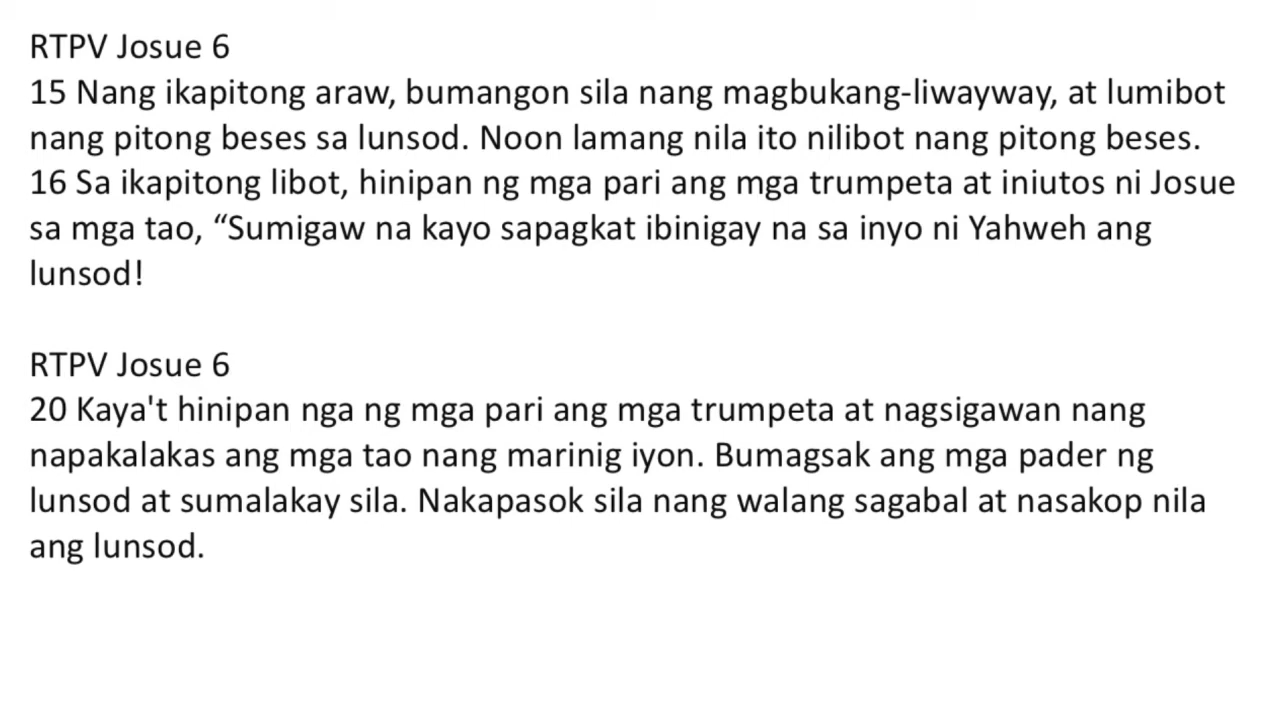 RTPV Josue 6
15 Nang ikapitong araw, bumangon sila nang magbukang-liwayway, at lumibot
nang pitong beses sa lunsod. Noon lamang nila ito nilibot nang pitong beses.
16 Sa ikapitong libot, hinipan ng mga pari ang mga trumpeta at iniutos ni Josue
sa mga tao, “Sumigaw na kayo sapagkat ibinigay na sa inyo ni Yahweh ang
lunsod!
RTPV Josue 6
20 Kaya't hinipan nga ng mga pari ang mga trumpeta at nagsigawan nang
napakalakas ang mga tao nang marinig iyon. Bumagsak ang mga pader ng
lunsod at sumalakay sila. Nakapasok sila nang walang sagabal at nasakop nila
ang lunsod.